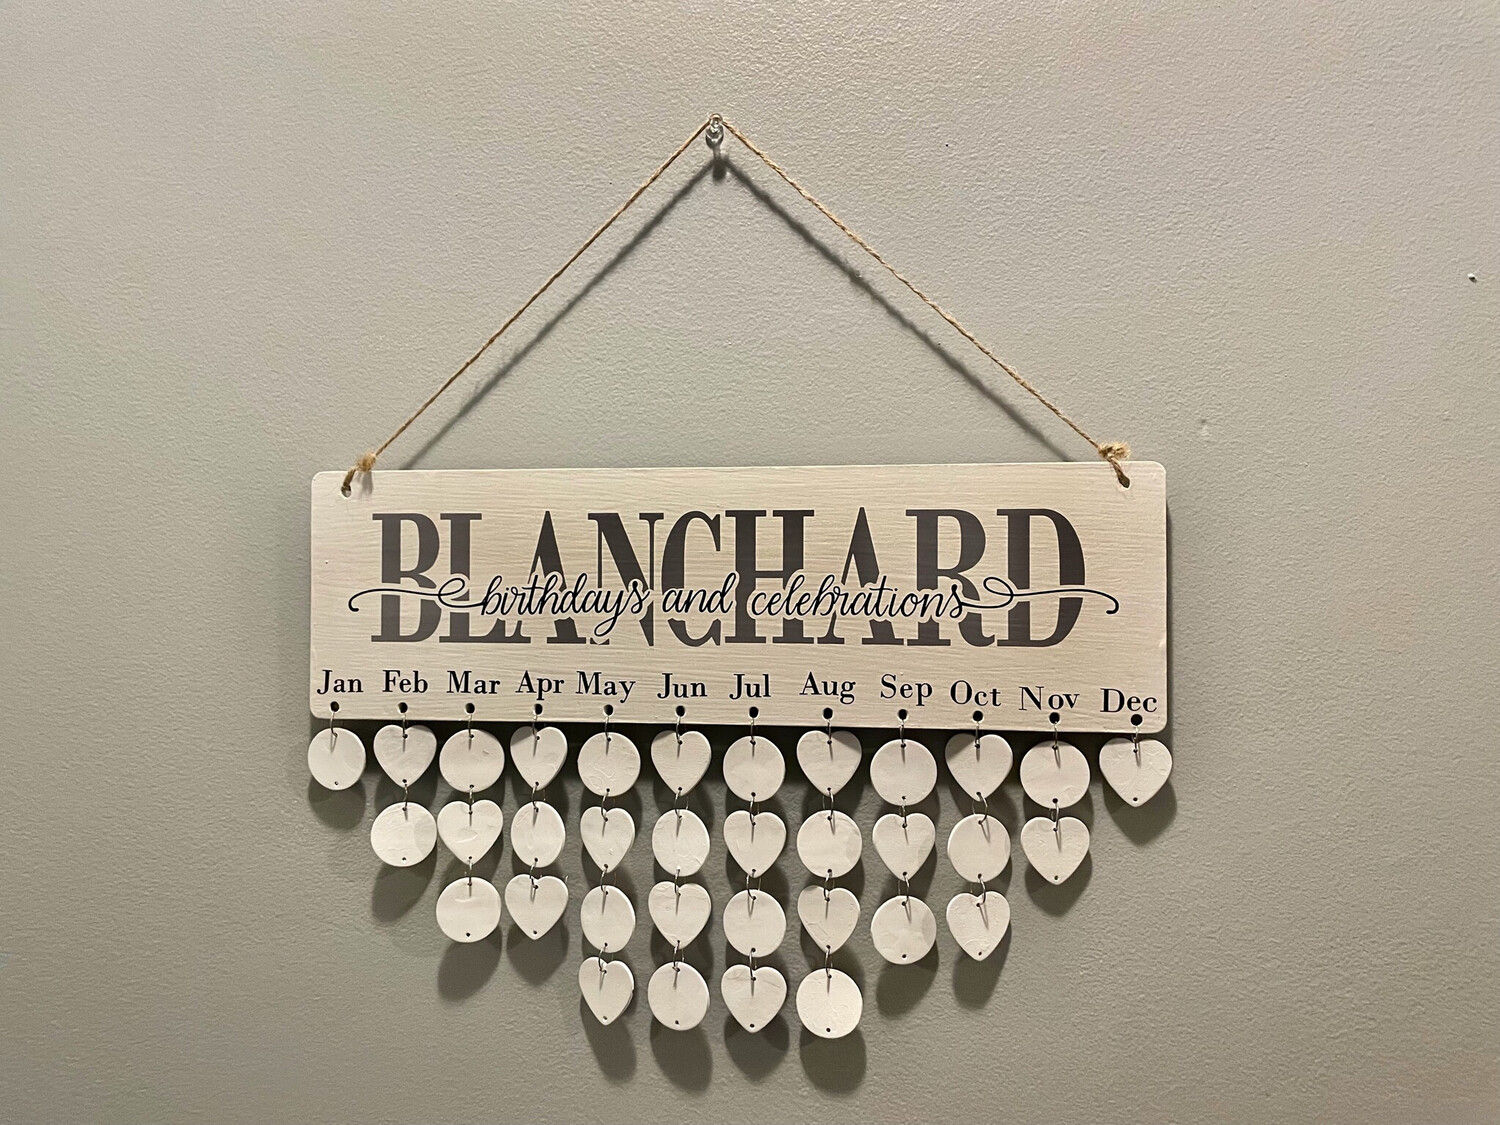 BLANCHARD
birthdays and celebrations
Jan Feb Mar Apr May Jun Jul Aug Sep Oct Nov Dec